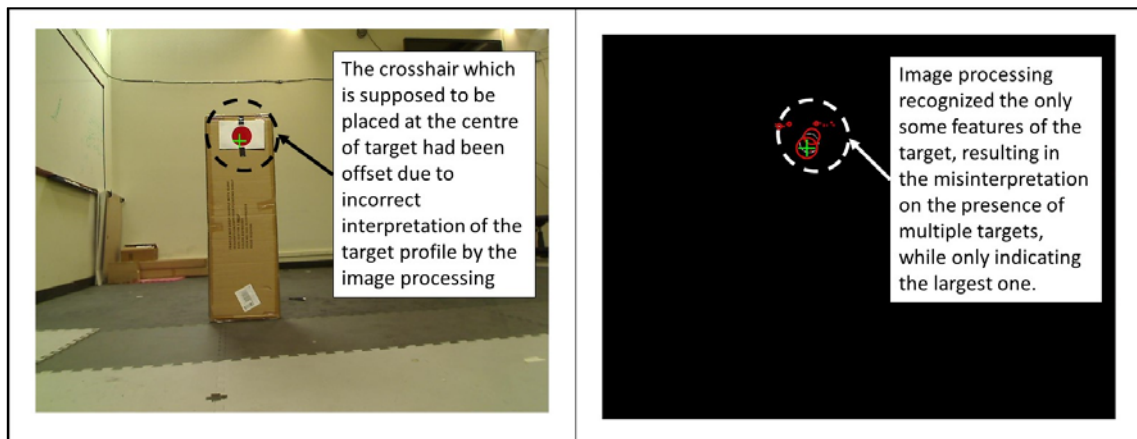 The crosshair which
is supposed to be
placed at the centre
of target had been
offset due to
incorrect
interpretation of the
target profile by the
image processing
Image processing
recognized the only
some features of the
target, resulting in
the misinterpretation
on the presence of
multiple targets,
while only indicating
the largest one.